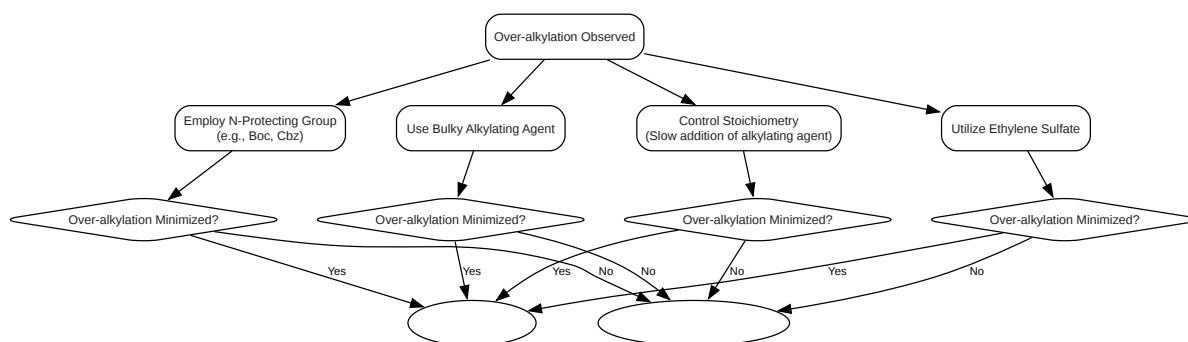 Over-alkylation Observed
Employ N-Protecting Group
(e.g., Boc, Cbz)
Use Bulky Alkylating Agent
Control Stoichiometry
(Slow addition of alkylating agent)
Utilize Ethylene Sulfate
Over-alkylation Minimized?
Over-alkylation Minimized?
Over-alkylation Minimized?
Over-alkylation Minimized?
Yes
Yes
Yes
No
No
No
Yes
No